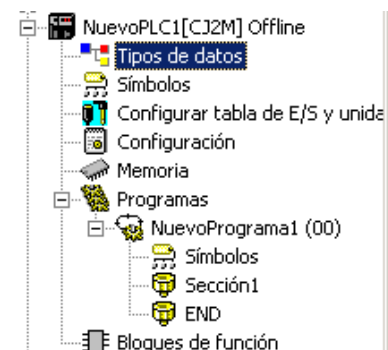 NuevoPLC1[CJ2M] Offline
Tipos de datos
Símbolos
Configurar tabla de E/S y unida
Configuración
Memoria
Programas
NuevoPrograma1 (00)
Símbolos
Sección1
END
Bloques de función